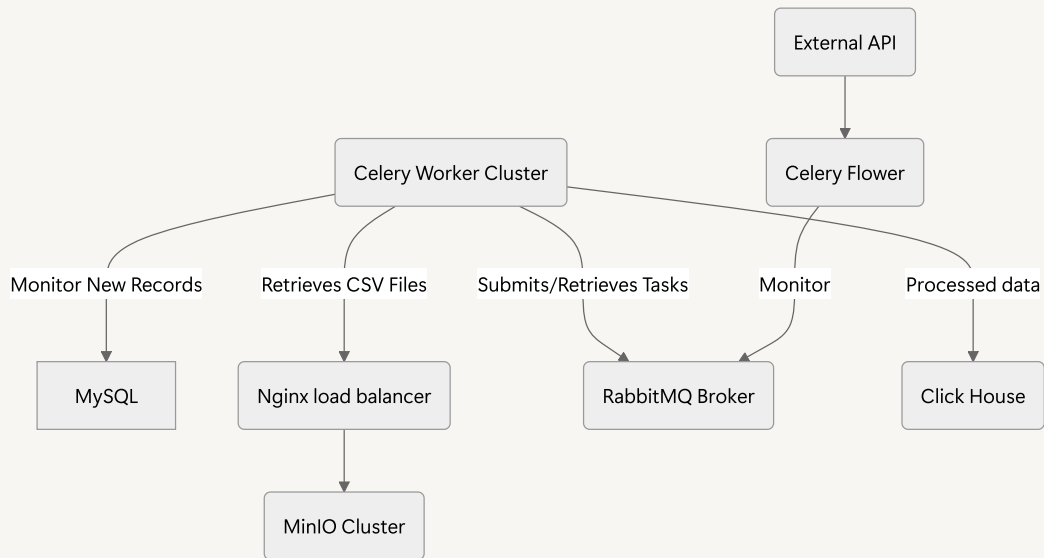 External API
Celery Worker Cluster
Celery Flower
Monitor New Records
Retrieves CSV Files
Submits/Retrieves Tasks
Monitor
Processed data
MySQL
Nginx load balancer
RabbitMQ Broker
Click House
MinIO Cluster